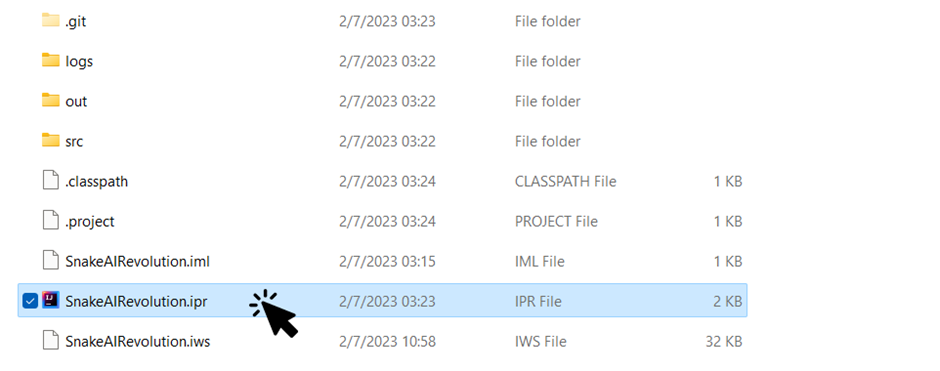 .git 2/7/2023 03:23 File folder
logs 2/7/2023 03:22 File folder
out 2/7/2023 03:22 File folder
src 2/7/2023 03:22 File folder
.classpath 2/7/2023 03:24 CLASSPATH File 1 KB
.project 2/7/2023 03:24 PROJECT File 1 KB
SnakeAIRevolution.iml 2/7/2023 03:15 IML File 1 KB
IJ SnakeAIRevolution.ipr 2/7/2023 03:23 IPR File 2 KB
SnakeAIRevolution.iws 2/7/2023 10:58 IWS File 32 KB